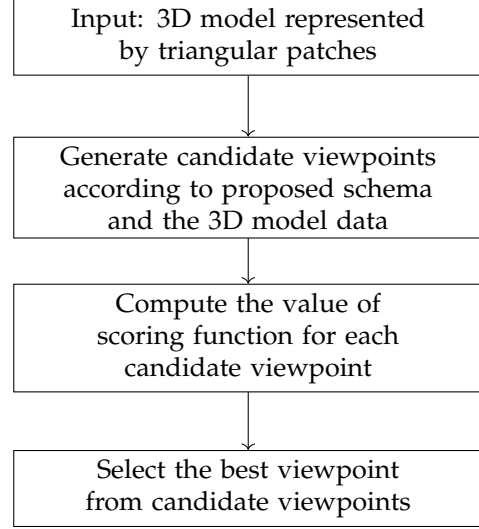 Input: 3D model represented
by triangular patches
Generate candidate viewpoints
according to proposed schema
and the 3D model data
Compute the value of
scoring function for each
candidate viewpoint
Select the best viewpoint
from candidate viewpoints